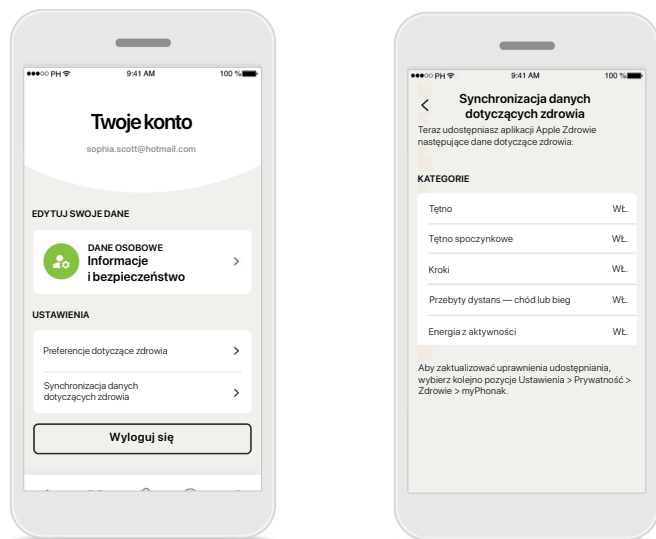 PH
9:41 AM
100 %
Twoje konto
sophia.scott@hotmail.com
EDYTUJ SWOJE DANE
DANE OSOBOWE
Informacje
i bezpieczeństwo
USTAWIENIA
Preferencje dotyczące zdrowia
Synchronizacja danych
dotyczących zdrowia
Wyloguj się
PH
9:41 AM
100 %
Synchronizacja danych
dotyczących zdrowia
Teraz udostępniasz aplikacji Apple Zdrowie
następujące dane dotyczące zdrowia:
KATEGORIE
Tętno WŁ.
Tętno spoczynkowe WŁ.
Kroki WŁ.
Przebyty dystans — chód lub bieg WŁ.
Energia z aktywności WŁ.
Aby zaktualizować uprawnienia udostępniania,
wybierz kolejno pozycje Ustawienia > Prywatność >
Zdrowie > myPhonak.